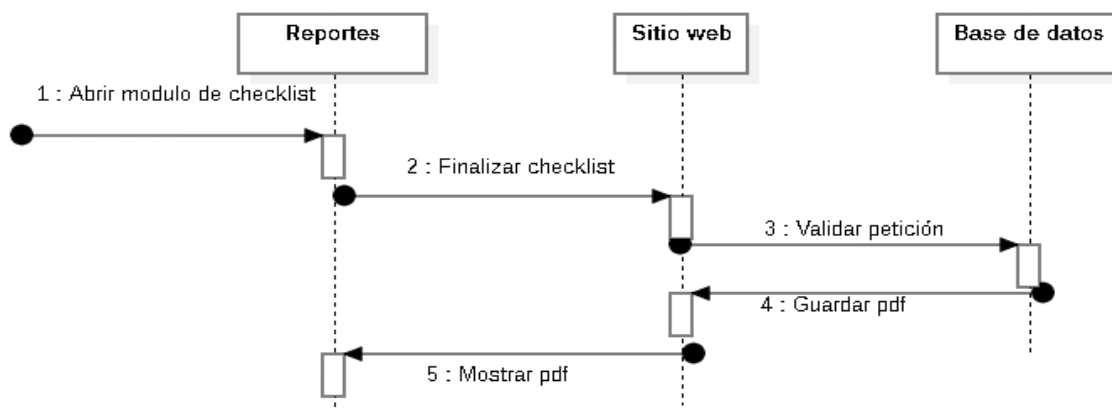 Reportes
Sitio web
Base de datos
1 : Abrir modulo de checklist
2 : Finalizar checklist
3 : Validar petición
4 : Guardar pdf
5 : Mostrar pdf